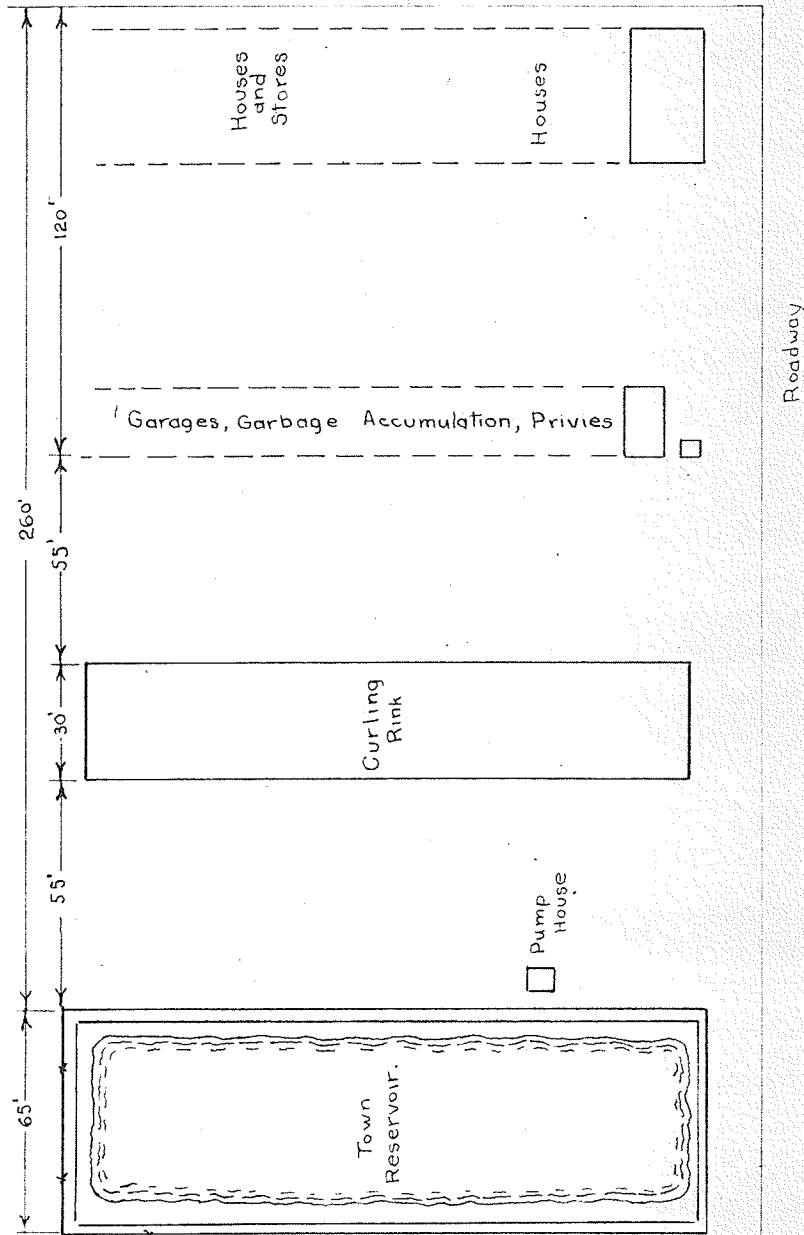 260'
120'
55'
30'
55'
65'
Houses
and
Stores
Houses
Garages, Garbage Accumulation, Privies
Curling
Rink
Pump
House
Town
Reservoir.
Roadway